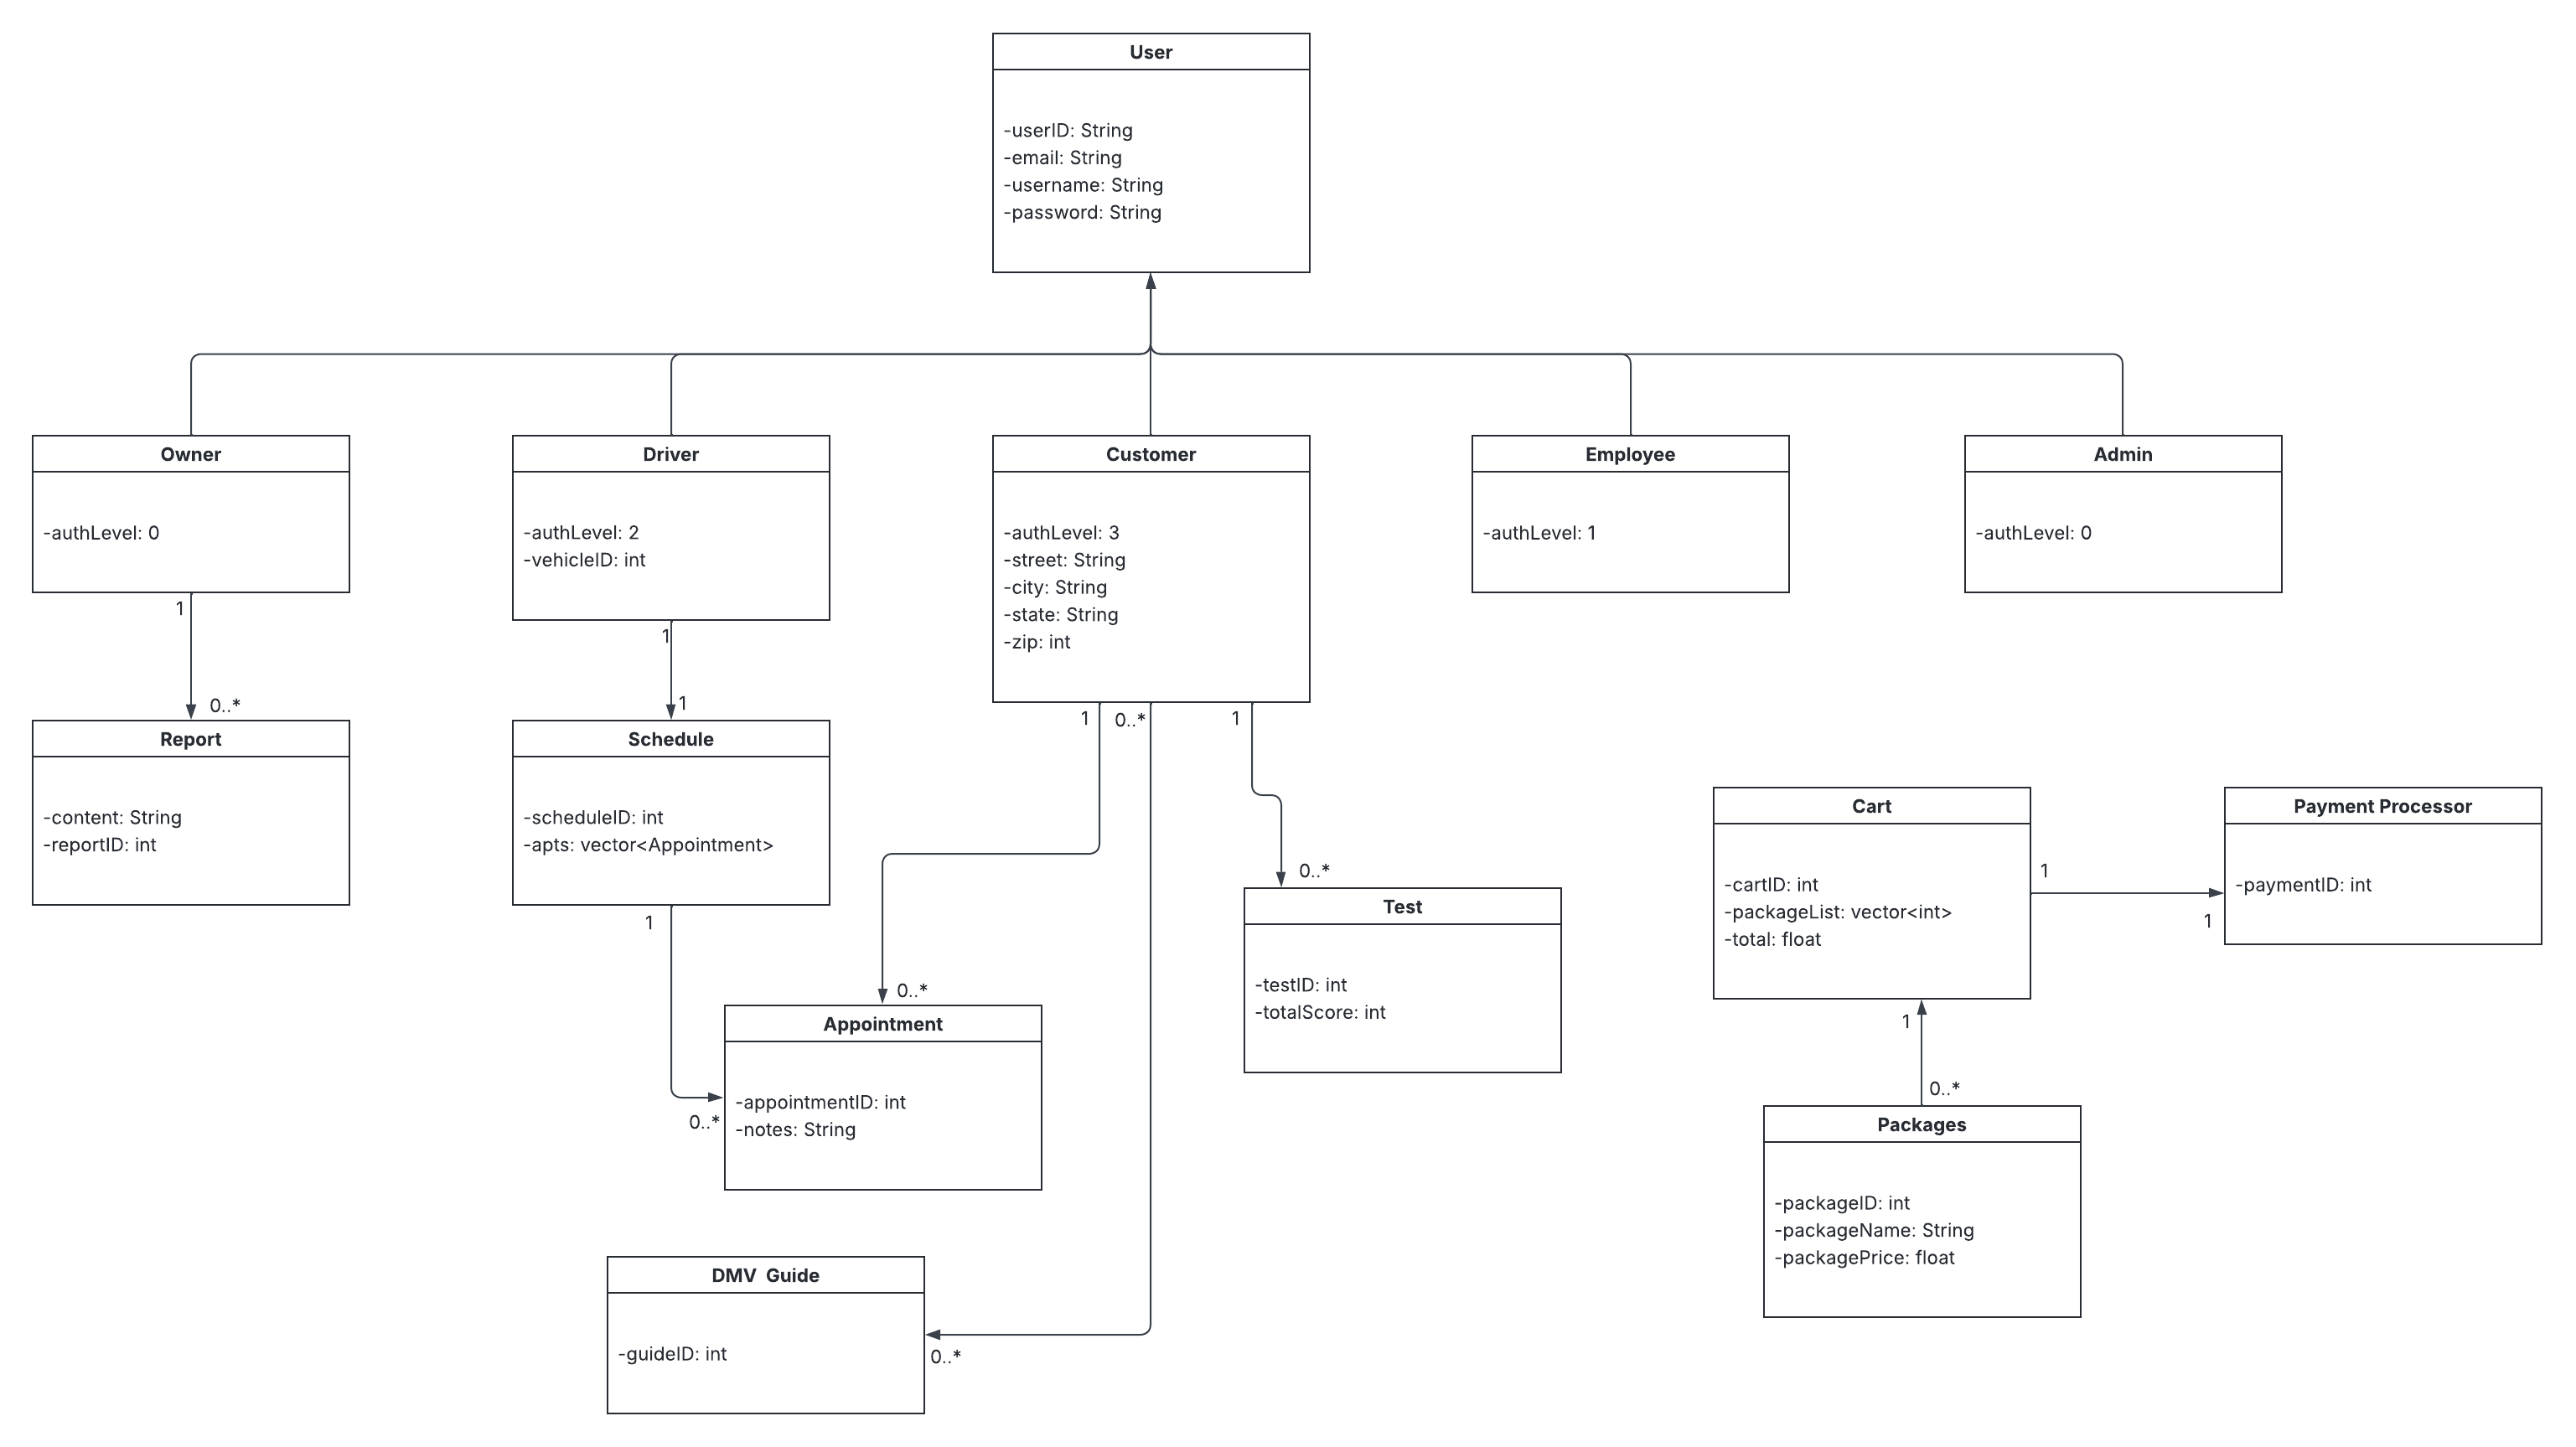 User
-userID: String
-email: String
-username: String
-password: String
Owner
-authLevel: 0
Driver
-authLevel: 2
-vehicleID: int
Customer
-authLevel: 3
-street: String
-city: String
-state: String
-zip: int
Employee
-authLevel: 1
Admin
-authLevel: 0
1
0..*
1
1
1
0..*
1
Report
-content: String
-reportID: int
Schedule
-scheduleID: int
-apts: vector<Appointment>
1
0..*
0..*
Appointment
-appointmentID: int
-notes: String
0..*
Test
-testID: int
-totalScore: int
Cart
-cartID: int
-packageList: vector<int>
-total: float
1
1
Payment Processor
-paymentID: int
1
0..*
Packages
-packageID: int
-packageName: String
-packagePrice: float
DMV  Guide
-guideID: int
0..*